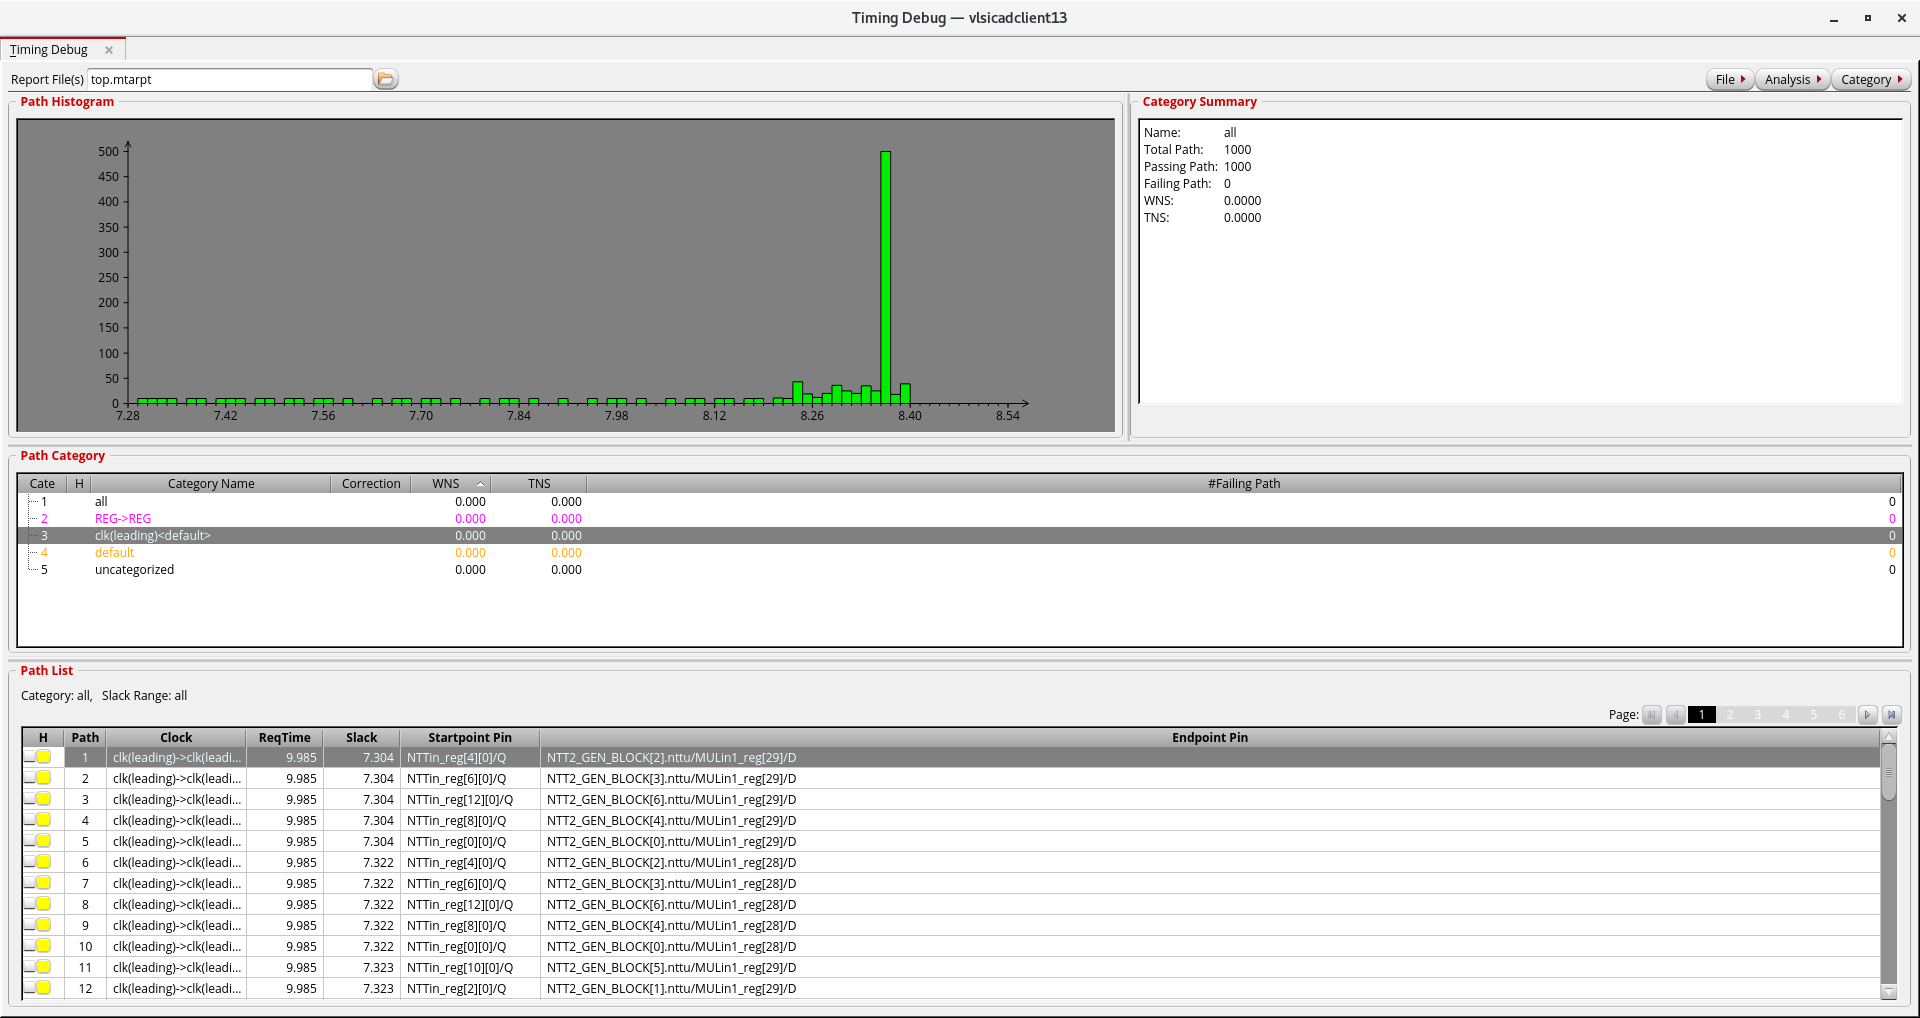 Timing Debug — vlsicadclient13
Timing Debug
Report File(s) top.mtarpt File Analysis Category
Path Histogram
500
450
400
350
300
250
200
150
100
50
0
7.28 7.42 7.56 7.70 7.84 7.98 8.12 8.26 8.40 8.54
Category Summary
Name: all
Total Path: 1000
Passing Path: 1000
Failing Path: 0
WNS: 0.0000
TNS: 0.0000
Path Category
Cate H Category Name Correction WNS TNS #Failing Path
1 all 0.000 0.000 0
2 REG->REG 0.000 0.000 0
3 clk(leading)<default> 0.000 0.000 0
4 default 0.000 0.000 0
5 uncategorized 0.000 0.000 0
Path List
Category: all, Slack Range: all
Page: 1 2 3 4 5 6
H Path Clock ReqTime Slack Startpoint Pin Endpoint Pin
1 clk(leading)->clk(leadi... 9.985 7.304 NTTin_reg[4][0]/Q NTT2_GEN_BLOCK[2].nttu/MULin1_reg[29]/D
2 clk(leading)->clk(leadi... 9.985 7.304 NTTin_reg[6][0]/Q NTT2_GEN_BLOCK[3].nttu/MULin1_reg[29]/D
3 clk(leading)->clk(leadi... 9.985 7.304 NTTin_reg[12][0]/Q NTT2_GEN_BLOCK[6].nttu/MULin1_reg[29]/D
4 clk(leading)->clk(leadi... 9.985 7.304 NTTin_reg[8][0]/Q NTT2_GEN_BLOCK[4].nttu/MULin1_reg[29]/D
5 clk(leading)->clk(leadi... 9.985 7.304 NTTin_reg[0][0]/Q NTT2_GEN_BLOCK[0].nttu/MULin1_reg[29]/D
6 clk(leading)->clk(leadi... 9.985 7.322 NTTin_reg[4][0]/Q NTT2_GEN_BLOCK[2].nttu/MULin1_reg[28]/D
7 clk(leading)->clk(leadi... 9.985 7.322 NTTin_reg[6][0]/Q NTT2_GEN_BLOCK[3].nttu/MULin1_reg[28]/D
8 clk(leading)->clk(leadi... 9.985 7.322 NTTin_reg[12][0]/Q NTT2_GEN_BLOCK[6].nttu/MULin1_reg[28]/D
9 clk(leading)->clk(leadi... 9.985 7.322 NTTin_reg[8][0]/Q NTT2_GEN_BLOCK[4].nttu/MULin1_reg[28]/D
10 clk(leading)->clk(leadi... 9.985 7.322 NTTin_reg[0][0]/Q NTT2_GEN_BLOCK[0].nttu/MULin1_reg[28]/D
11 clk(leading)->clk(leadi... 9.985 7.323 NTTin_reg[10][0]/Q NTT2_GEN_BLOCK[5].nttu/MULin1_reg[29]/D
12 clk(leading)->clk(leadi... 9.985 7.323 NTTin_reg[2][0]/Q NTT2_GEN_BLOCK[1].nttu/MULin1_reg[29]/D